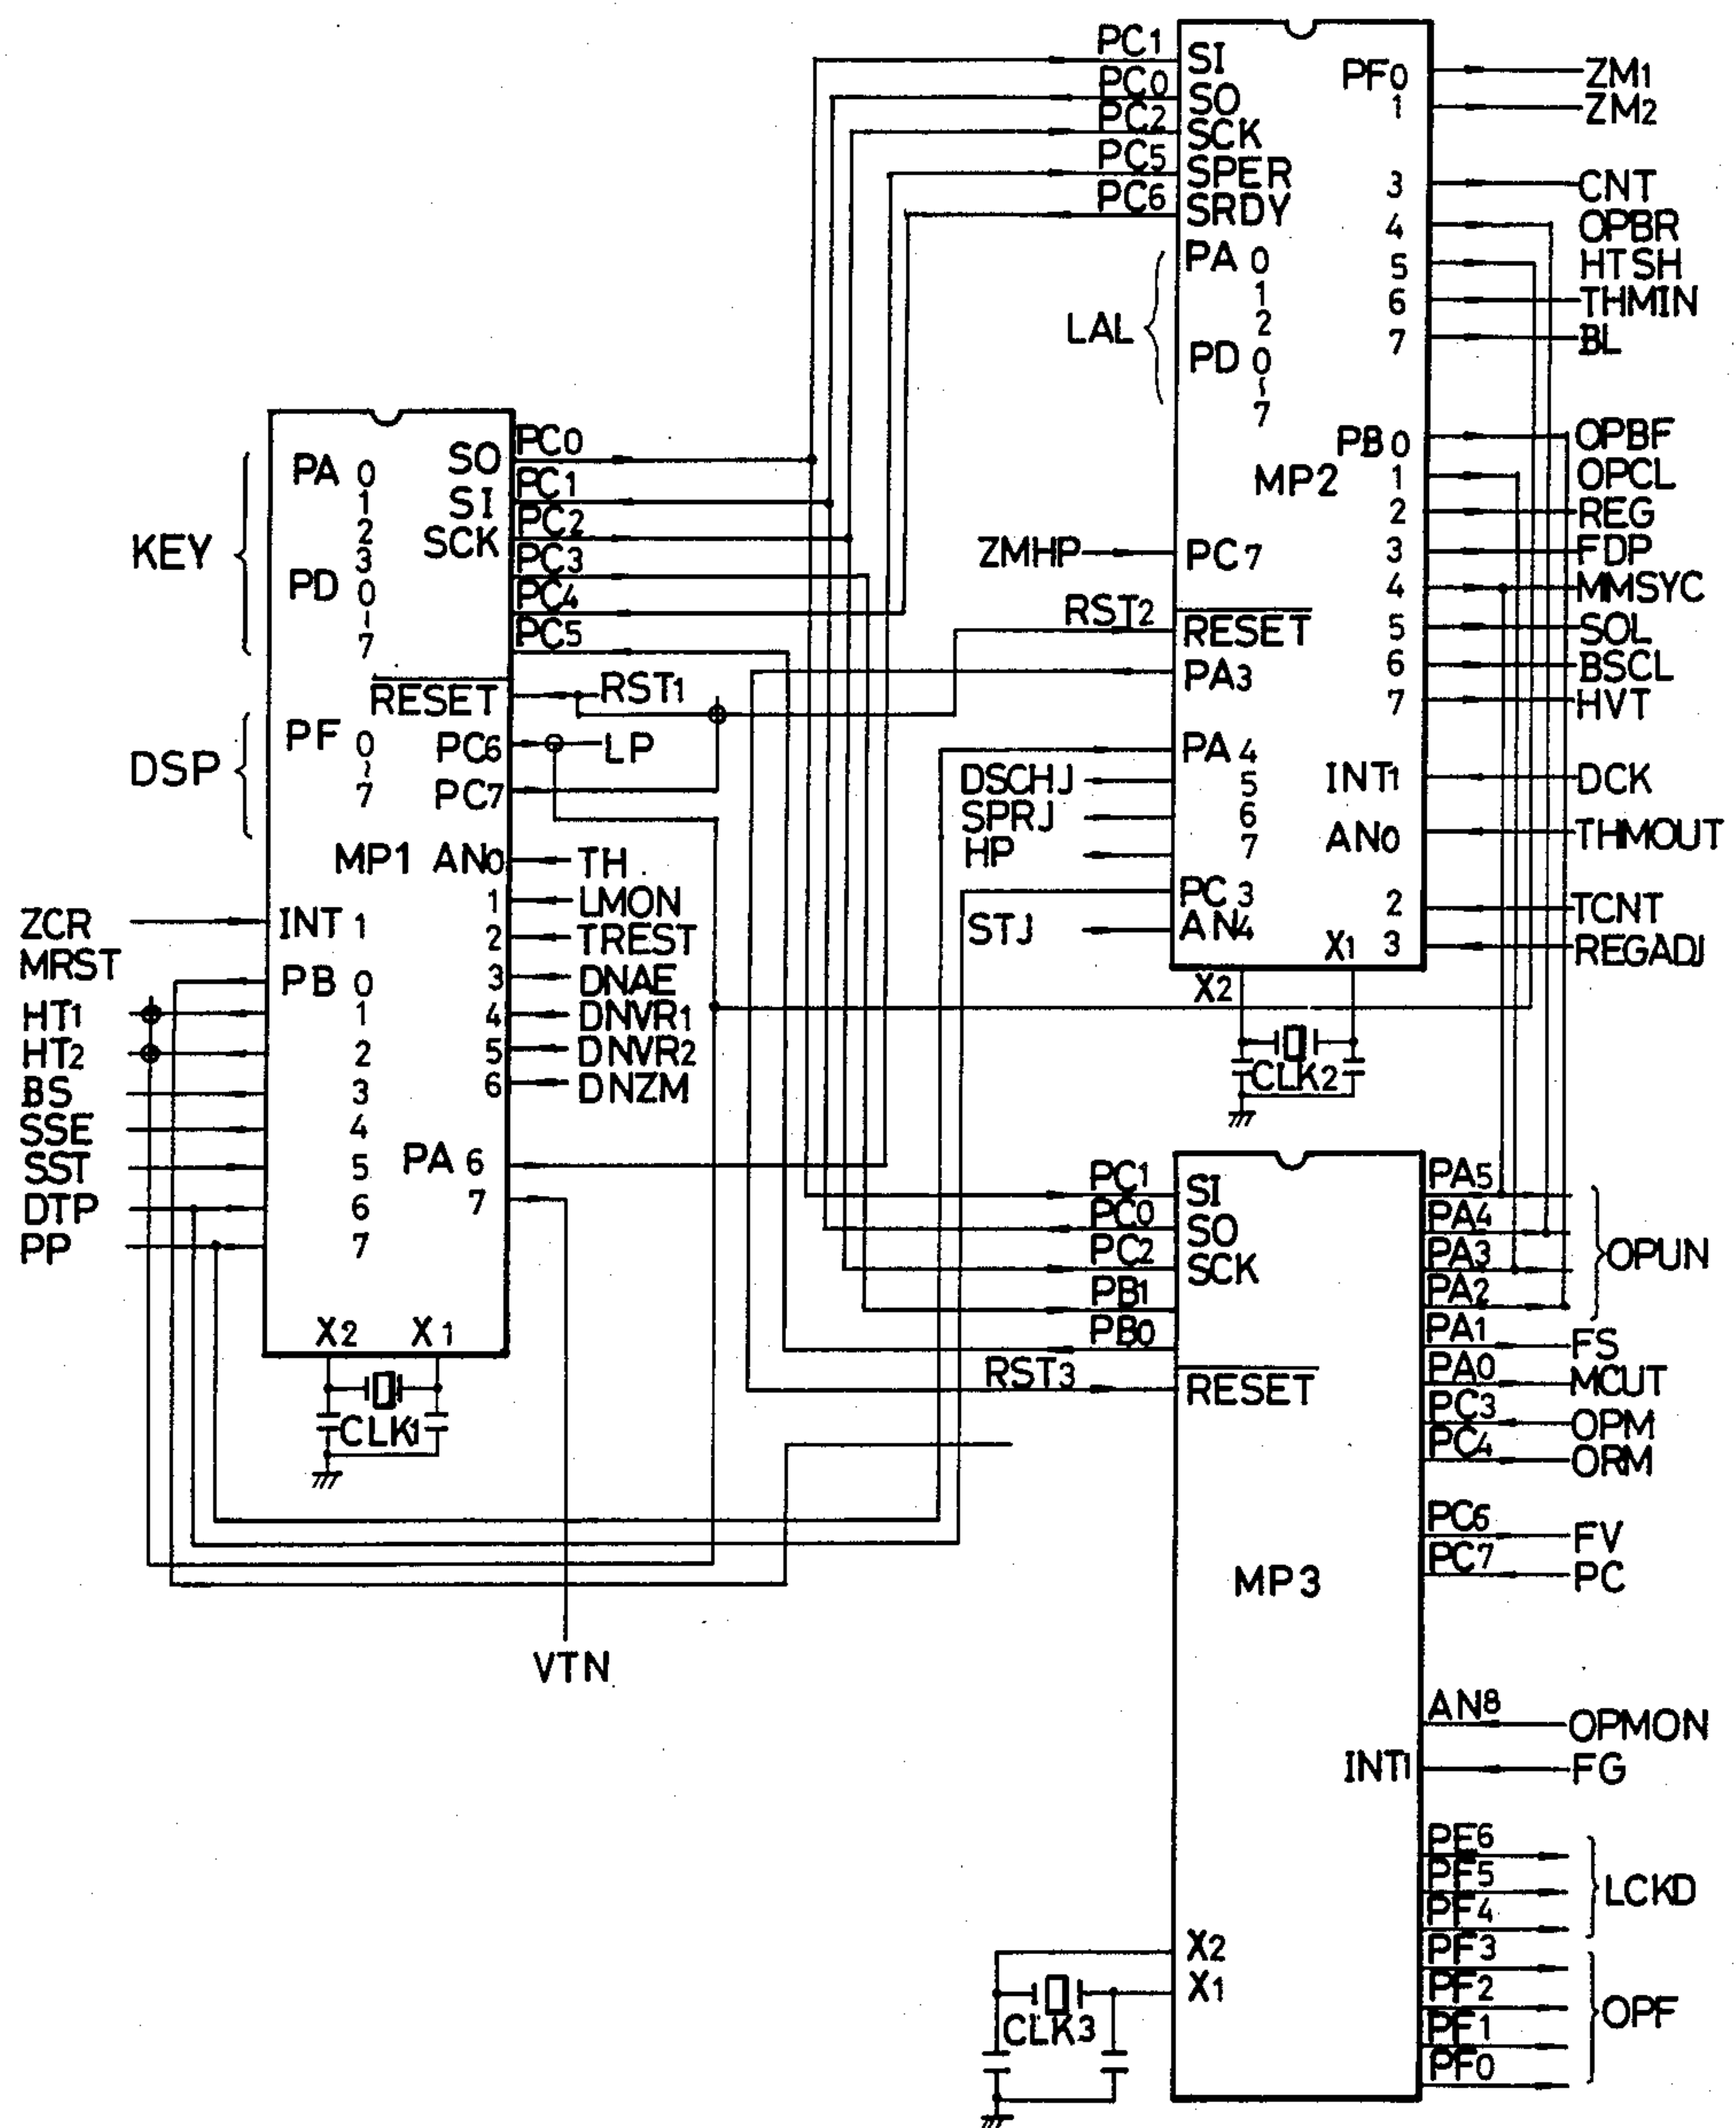 PC1 SI PF0 ZM1
PC0 SO 1 ZM2
PC2 SCK
PC5 SPER 3 CNT
PC6 SRDY 4 OPBR
PA 0 5 HTSH
1 6 THMIN
LAL 2 7 BL
PD 0
~
7
PB 0 OPBF
MP2 1 OPCL
2 REG
ZMHP PC7 3 FDP
4 MMSYC
RST2 RESET 5 SOL
PA3 6 BSCL
7 HVT
PA 4
DSCHJ 5 INT1 DCK
SPRJ 6
HP 7 AN0 THMOUT
PC 3 2 TCNT
STJ AN4 3 REGADJ
X2 X1
CLK2
KEY PA 0 SO PC0
1 SI PC1
2 SCK PC2
3 PC3
PD 0 PC4
~ PC5
7
RESET RST1
DSP PF 0 PC6 LP
~
7 PC7
MP1 AN0 TH
1 LMON
ZCR INT 1 2 TREST
MRST PB 0 3 DNAE
HT1 1 4 DNVR1
HT2 2 5 DNVR2
BS 3 6 DNZM
SSE 4
SST 5 PA 6
DTP 6 7
PP 7
X2 X1
CLK1
VTN
PC1 SI PA5
PC0 SO PA4
PC2 SCK PA3 OPUN
PB1 PA2
PB0 PA1 FS
RST3 RESET PA0 MCUT
PC3 OPM
PC4 ORM
PC6 FV
MP3 PC7 PC
AN8 OPMON
INT1 FG
PF6
PF5 LCKD
PF4
X2 PF3
X1 PF2 OPF
CLK3 PF1
PF0